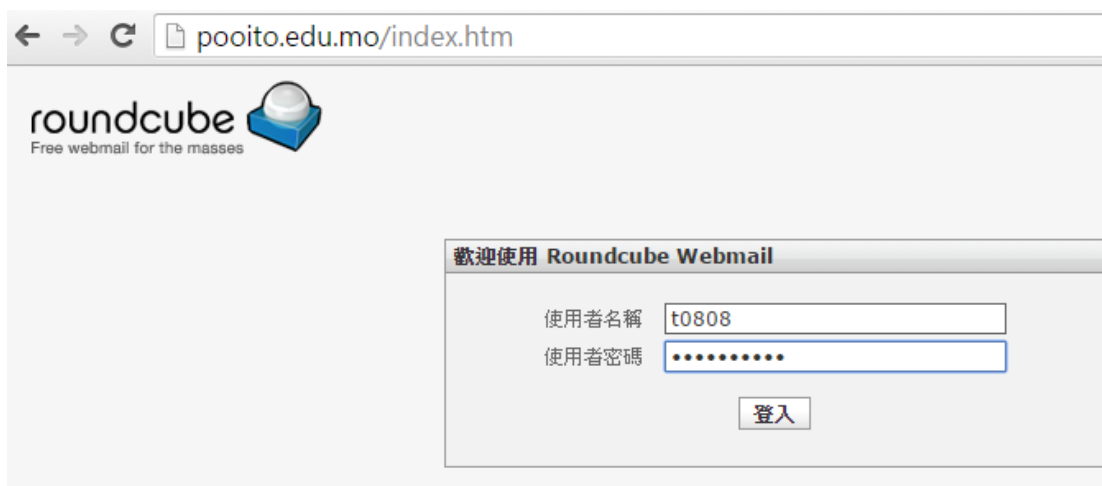 pooito.edu.mo/index.htm
roundcube
Free webmail for the masses
歡迎使用 Roundcube Webmail
使用者名稱 t0808
使用者密碼 ••••••••••
登入